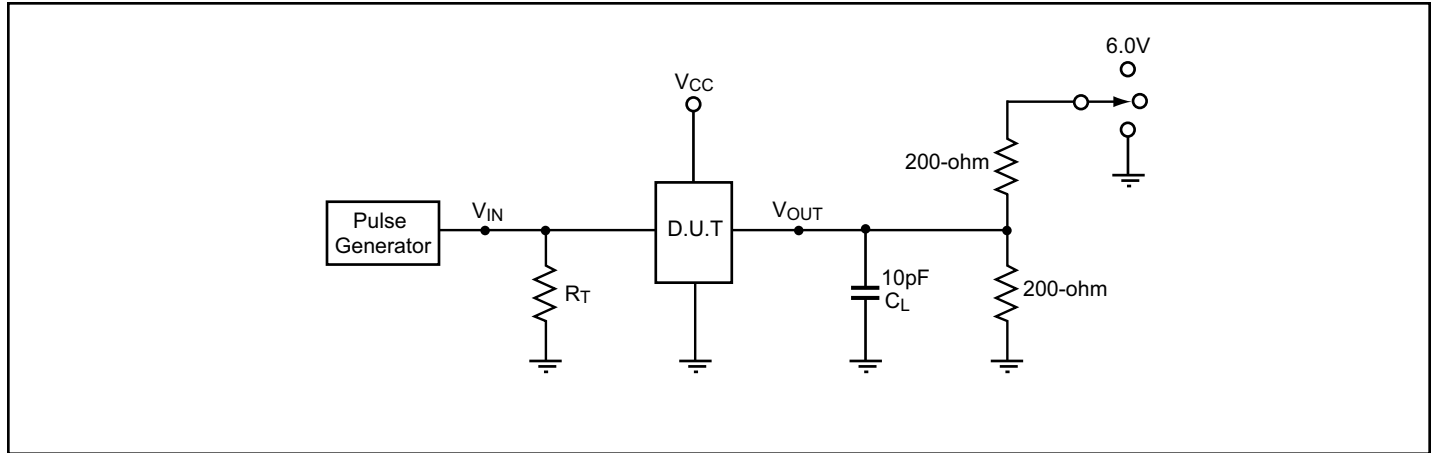 6.0V
VCC
200-ohm
Pulse
Generator
VIN
D.U.T
VOUT
RT
10pF
CL
200-ohm